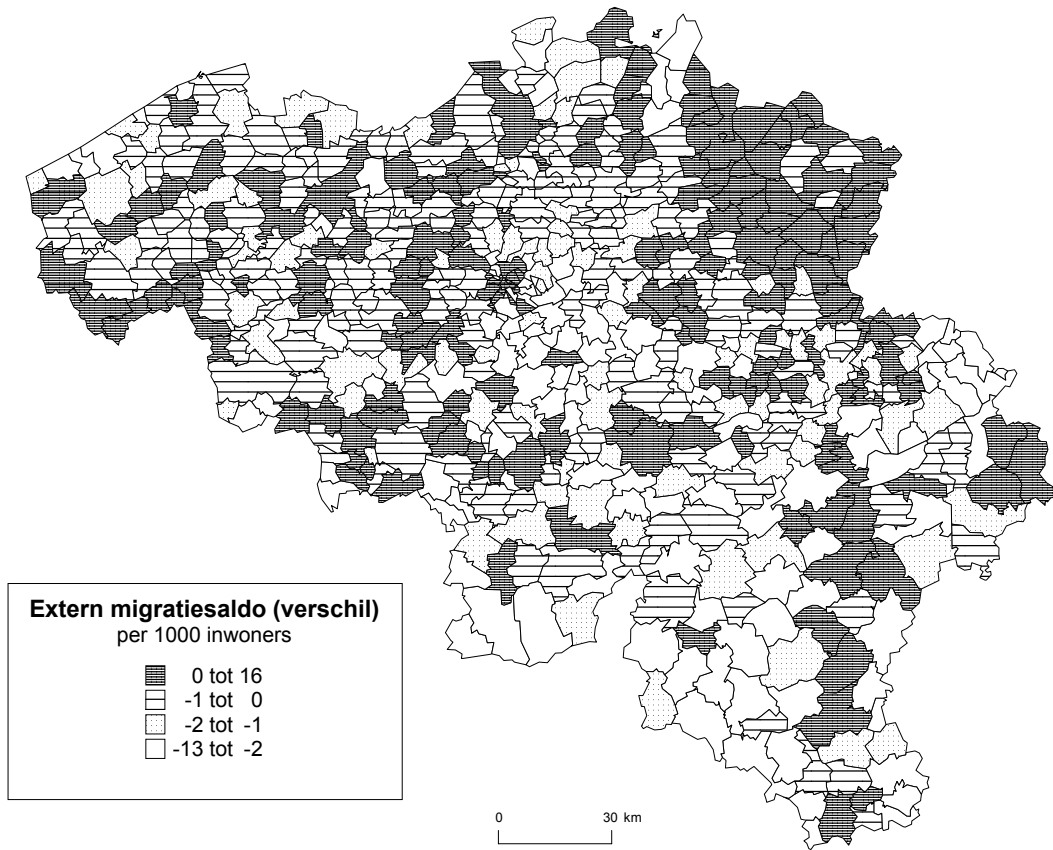 Extern migratiesaldo (verschil)
per 1000 inwoners
0 tot 16
-1 tot 0
-2 tot -1
-13 tot -2
0 30 km